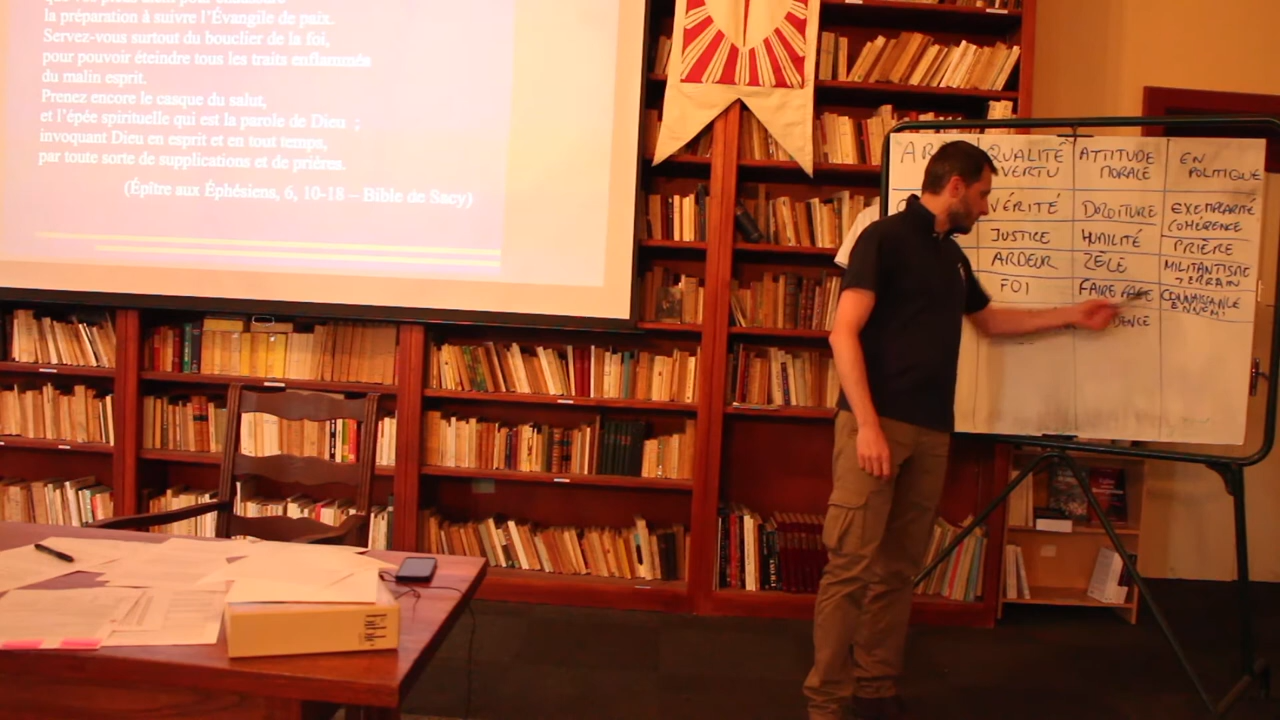 la préparation à suivre l'Évangile de paix.
Servez-vous surtout du bouclier de la foi,
pour pouvoir éteindre tous les traits enflammés
du malin esprit.
Prenez encore le casque du salut,
et l'épée spirituelle qui est la parole de Dieu ;
invoquant Dieu en esprit et en tout temps,
par toute sorte de supplications et de prières.
(Épître aux Éphésiens, 6, 10-18 – Bible de Sacy)
QUALITÉ ATTITUDE EN
VERTU MORALE POLITIQUE
VÉRITÉ DROITURE EXEMPLARITÉ
COHÉRENCE
JUSTICE HUMILITÉ PRIÈRE
ARDEUR ZÈLE MILITANTISME
TERRAIN
FOI FAIRE FACE CONNAISSANCE
ENNEMI